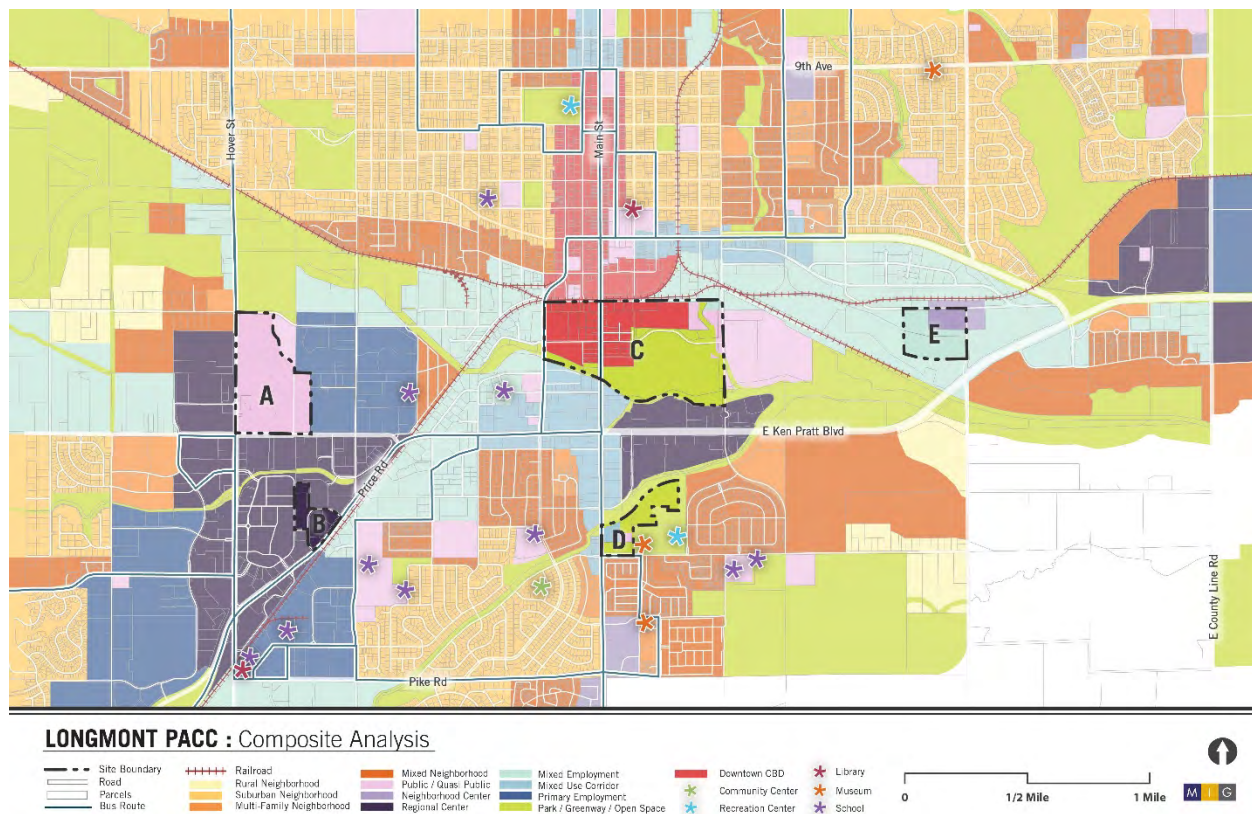 9th Ave
Hover St
Main St
A
C
E
E Ken Pratt Blvd
Price Rd
B
D
E County Line Rd
Pike Rd
LONGMONT PACC : Composite Analysis
Site Boundary
Road
Parcels
Bus Route
Railroad
Rural Neighborhood
Suburban Neighborhood
Multi-Family Neighborhood
Mixed Neighborhood
Public / Quasi Public
Neighborhood Center
Regional Center
Mixed Employment
Mixed Use Corridor
Primary Employment
Park / Greenway / Open Space
Downtown CBD
Community Center
Recreation Center
Library
Museum
School
0 1/2 Mile 1 Mile
M I G